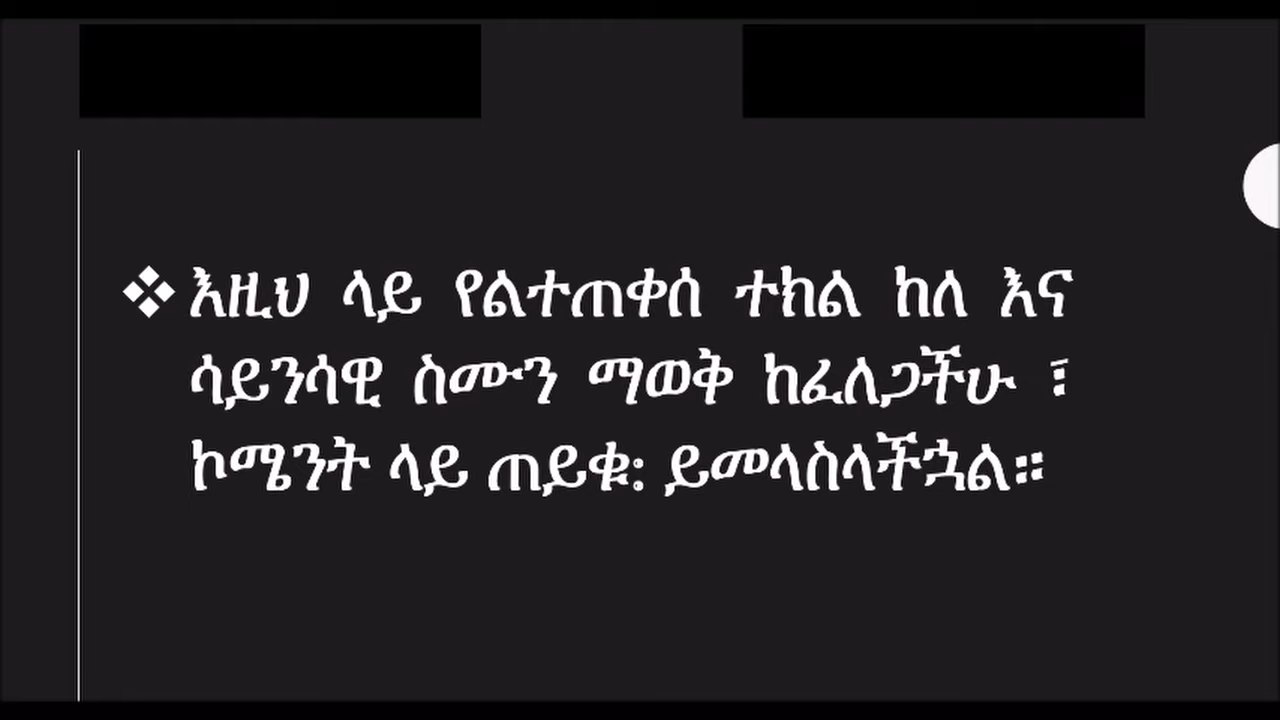 ❖ እዚህ ላይ የልተጠቀሰ ተክል ከለ እና
ሳይንሳዊ ስሙን ማወቅ ከፈለጋችሁ ፣
ኮሜንት ላይ ጠይቁ፡ ይመላስላችኋል።